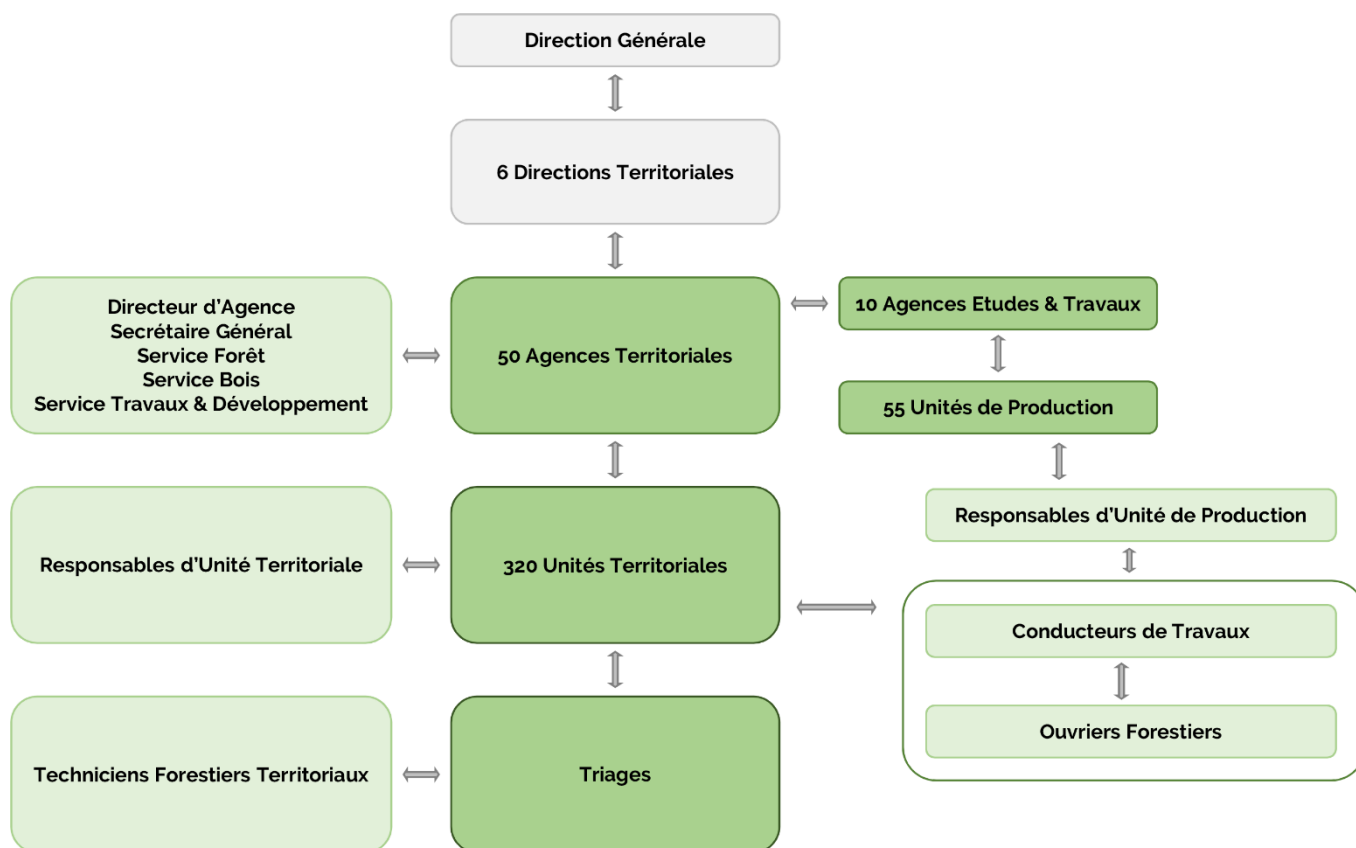 Direction Générale
6 Directions Territoriales
Directeur d'Agence
Secrétaire Général
Service Forêt
Service Bois
Service Travaux & Développement
50 Agences Territoriales
10 Agences Etudes & Travaux
55 Unités de Production
Responsables d'Unité Territoriale
320 Unités Territoriales
Responsables d'Unité de Production
Conducteurs de Travaux
Ouvriers Forestiers
Techniciens Forestiers Territoriaux
Triages